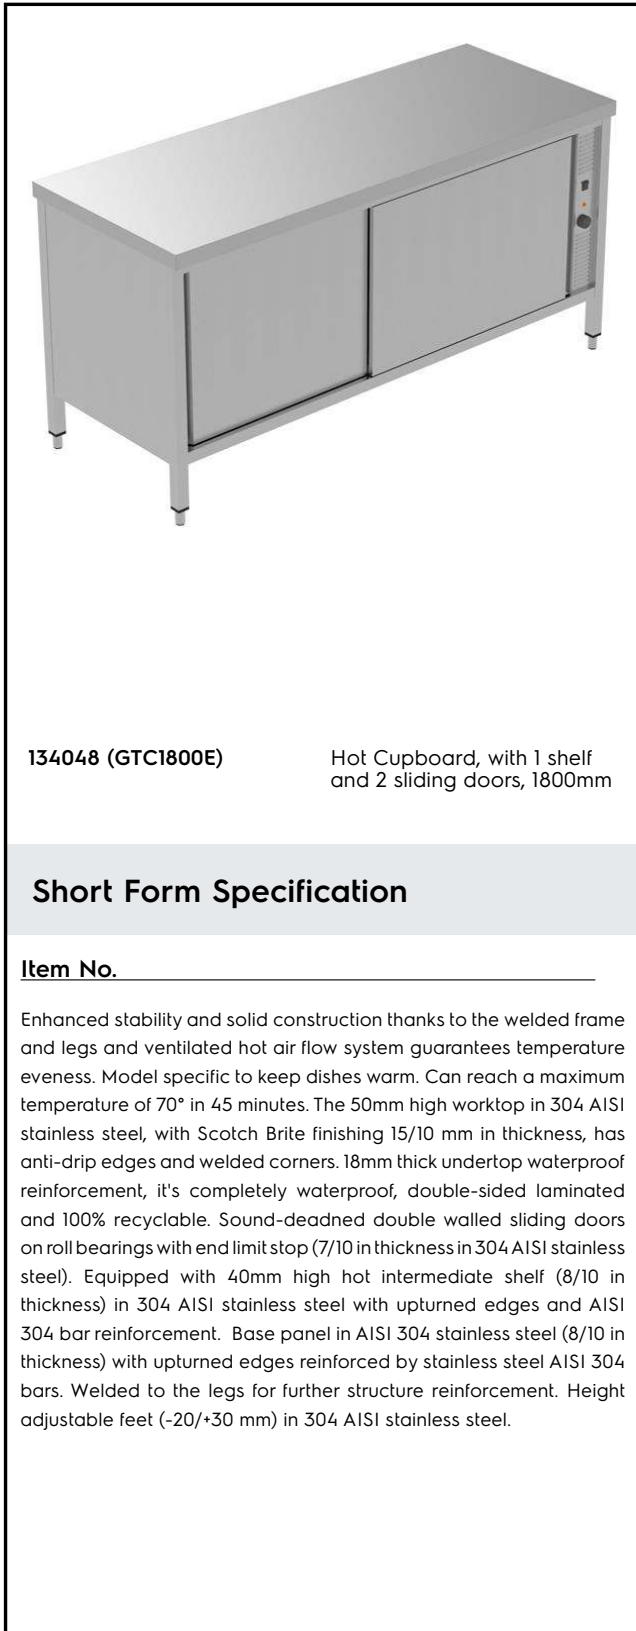 134048 (GTC1800E)
Hot Cupboard, with 1 shelf
and 2 sliding doors, 1800mm
Short Form Specification
Item No.
Enhanced stability and solid construction thanks to the welded frame
and legs and ventilated hot air flow system guarantees temperature
eveness. Model specific to keep dishes warm. Can reach a maximum
temperature of 70° in 45 minutes. The 50mm high worktop in 304 AISI
stainless steel, with Scotch Brite finishing 15/10 mm in thickness, has
anti-drip edges and welded corners. 18mm thick undertop waterproof
reinforcement, it's completely waterproof, double-sided laminated
and 100% recyclable. Sound-deadned double walled sliding doors
on roll bearings with end limit stop (7/10 in thickness in 304 AISI stainless
steel). Equipped with 40mm high hot intermediate shelf (8/10 in
thickness) in 304 AISI stainless steel with upturned edges and AISI
304 bar reinforcement. Base panel in AISI 304 stainless steel (8/10 in
thickness) with upturned edges reinforced by stainless steel AISI 304
bars. Welded to the legs for further structure reinforcement. Height
adjustable feet (-20/+30 mm) in 304 AISI stainless steel.